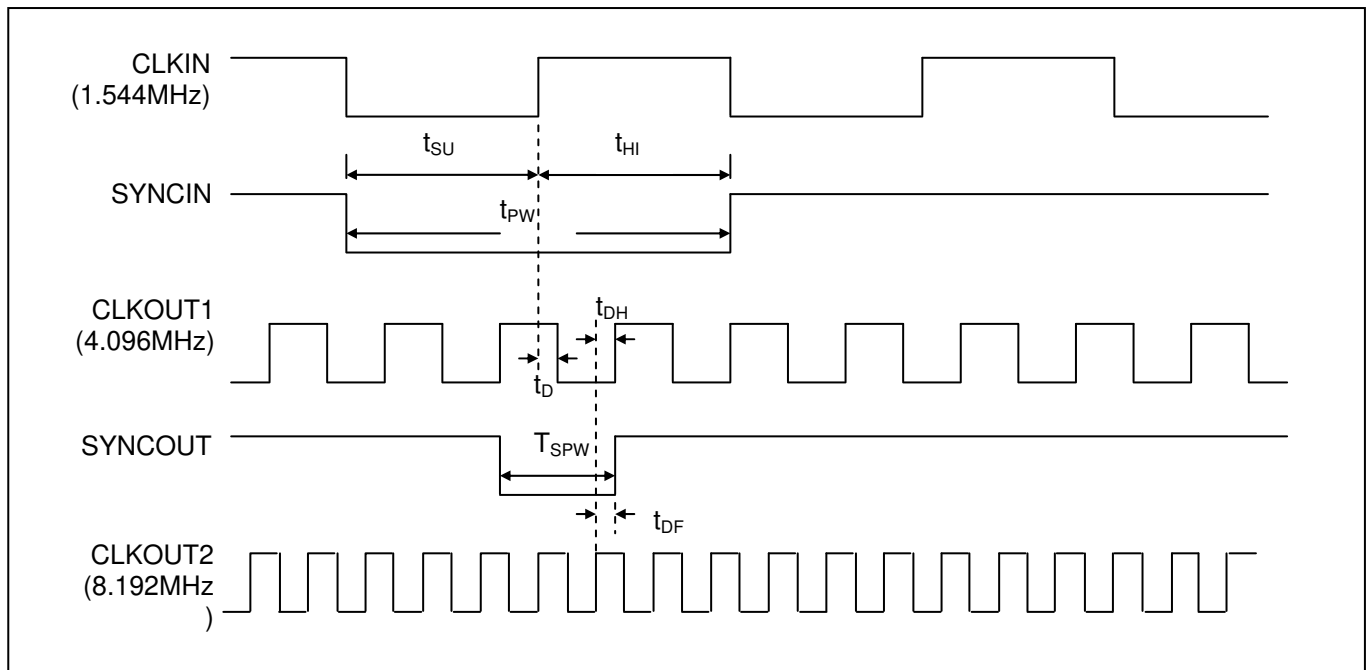 CLKIN
(1.544MHz)
tSU
tHI
SYNCIN
tPW
CLKOUT1
(4.096MHz)
tDH
tD
SYNCOUT
TSPW
tDF
CLKOUT2
(8.192MHz
)